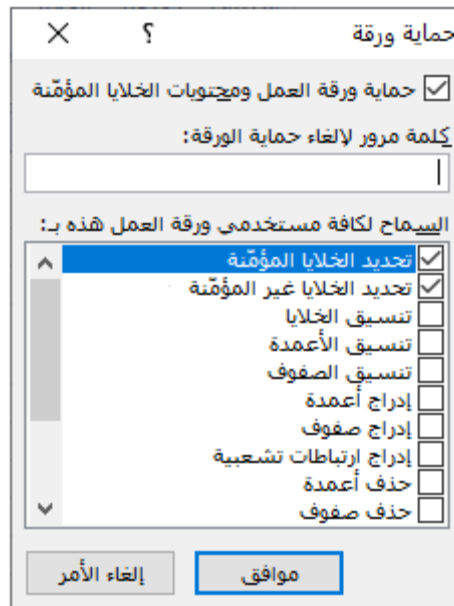 حماية ورقة ؟
حماية ورقة العمل ومحتويات الخلايا المؤمّنة
كلمة مرور لإلغاء حماية الورقة:
السماح لكافة مستخدمي ورقة العمل هذه بـ:
تحديد الخلايا المؤمّنة
تحديد الخلايا غير المؤمّنة
تنسيق الخلايا
تنسيق الأعمدة
تنسيق الصفوف
إدراج أعمدة
إدراج صفوف
إدراج ارتباطات تشعبية
حذف أعمدة
حذف صفوف
موافق إلغاء الأمر